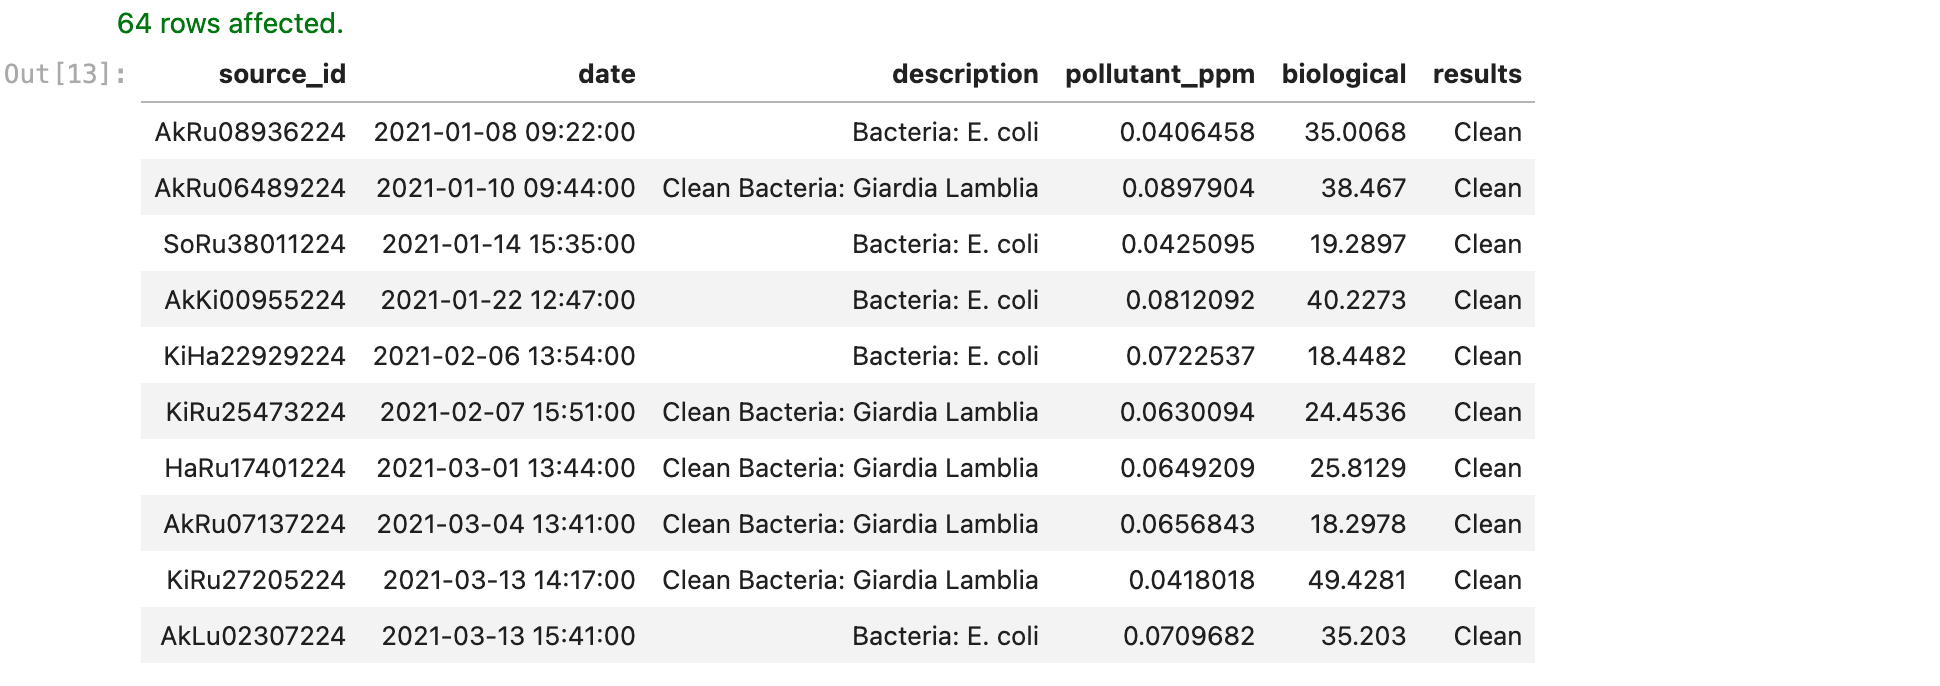 64 rows affected.
Out[13]: source_id date description pollutant_ppm biological results
AkRu08936224 2021-01-08 09:22:00 Bacteria: E. coli 0.0406458 35.0068 Clean
AkRu06489224 2021-01-10 09:44:00 Clean Bacteria: Giardia Lamblia 0.0897904 38.467 Clean
SoRu38011224 2021-01-14 15:35:00 Bacteria: E. coli 0.0425095 19.2897 Clean
AkKi00955224 2021-01-22 12:47:00 Bacteria: E. coli 0.0812092 40.2273 Clean
KiHa22929224 2021-02-06 13:54:00 Bacteria: E. coli 0.0722537 18.4482 Clean
KiRu25473224 2021-02-07 15:51:00 Clean Bacteria: Giardia Lamblia 0.0630094 24.4536 Clean
HaRu17401224 2021-03-01 13:44:00 Clean Bacteria: Giardia Lamblia 0.0649209 25.8129 Clean
AkRu07137224 2021-03-04 13:41:00 Clean Bacteria: Giardia Lamblia 0.0656843 18.2978 Clean
KiRu27205224 2021-03-13 14:17:00 Clean Bacteria: Giardia Lamblia 0.0418018 49.4281 Clean
AkLu02307224 2021-03-13 15:41:00 Bacteria: E. coli 0.0709682 35.203 Clean